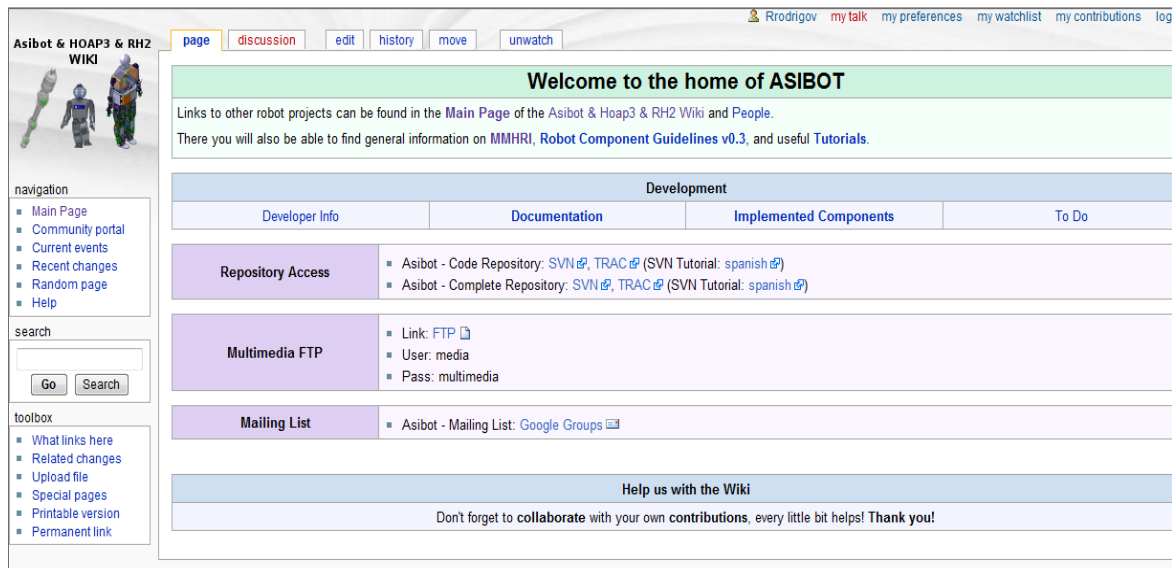 Rrodrigov my talk my preferences my watchlist my contributions log
Asibot & HOAP3 & RH2
WIKI
page discussion edit history move unwatch
Welcome to the home of ASIBOT
Links to other robot projects can be found in the Main Page of the Asibot & Hoap3 & RH2 Wiki and People.
There you will also be able to find general information on MMHRI, Robot Component Guidelines v0.3, and useful Tutorials.
navigation
Main Page
Community portal
Current events
Recent changes
Random page
Help
search
Go Search
toolbox
What links here
Related changes
Upload file
Special pages
Printable version
Permanent link
Development
Developer Info Documentation Implemented Components To Do
Repository Access
Asibot - Code Repository: SVN, TRAC (SVN Tutorial: spanish)
Asibot - Complete Repository: SVN, TRAC (SVN Tutorial: spanish)
Multimedia FTP
Link: FTP
User: media
Pass: multimedia
Mailing List
Asibot - Mailing List: Google Groups
Help us with the Wiki
Don't forget to collaborate with your own contributions, every little bit helps! Thank you!